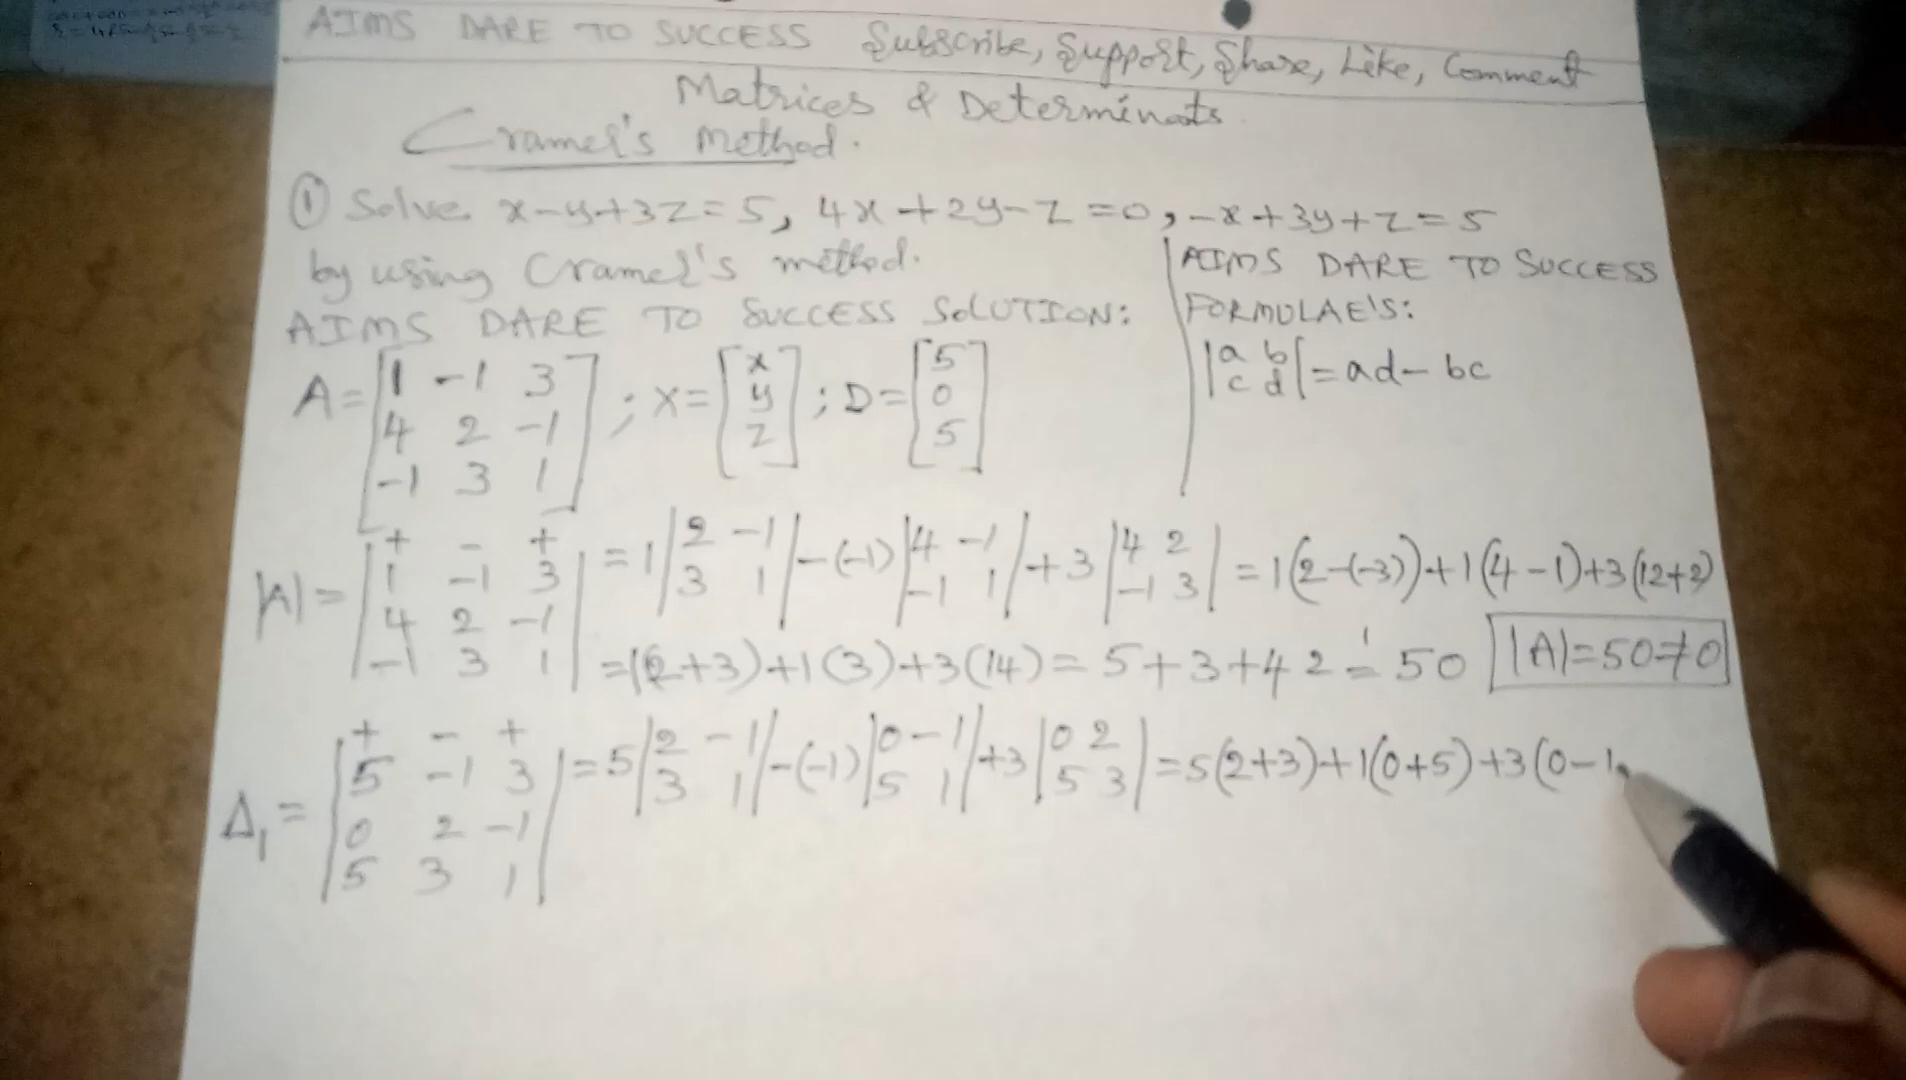 AIMS DARE TO SUCCESS Subscribe, Support, Share, Like, Comment
Matrices & Determinats.
Cramer's method.
① Solve x-y+3z=5, 4x+2y-z=0, -x+3y+z=5
by using Cramer's method.
AIMS DARE TO SUCCESS SOLUTION:
AIMS DARE TO SUCCESS
FORMULAE'S:
|a b| = ad - bc
|c d|
A = [1 -1 3] ; X = [x] ; D = [5]
[4 2 -1] [y] [0]
[-1 3 1] [z] [5]
+ - +
|A| = |1 -1 3| = 1|2 -1| -(-1)|4 -1| +3|4 2| = 1(2-(-3))+1(4-1)+3(12+2)
|4 2 -1| |3 1| |-1 1| |-1 3|
|-1 3 1| = 1(2+3)+1(3)+3(14) = 5+3+42 = 50 |A|=50≠0
+ - +
Δ₁ = |5 -1 3| = 5|2 -1| -(-1)|0 -1| +3|0 2| = 5(2+3)+1(0+5)+3(0-1
|0 2 -1| |3 1| |5 1| |5 3|
|5 3 1|